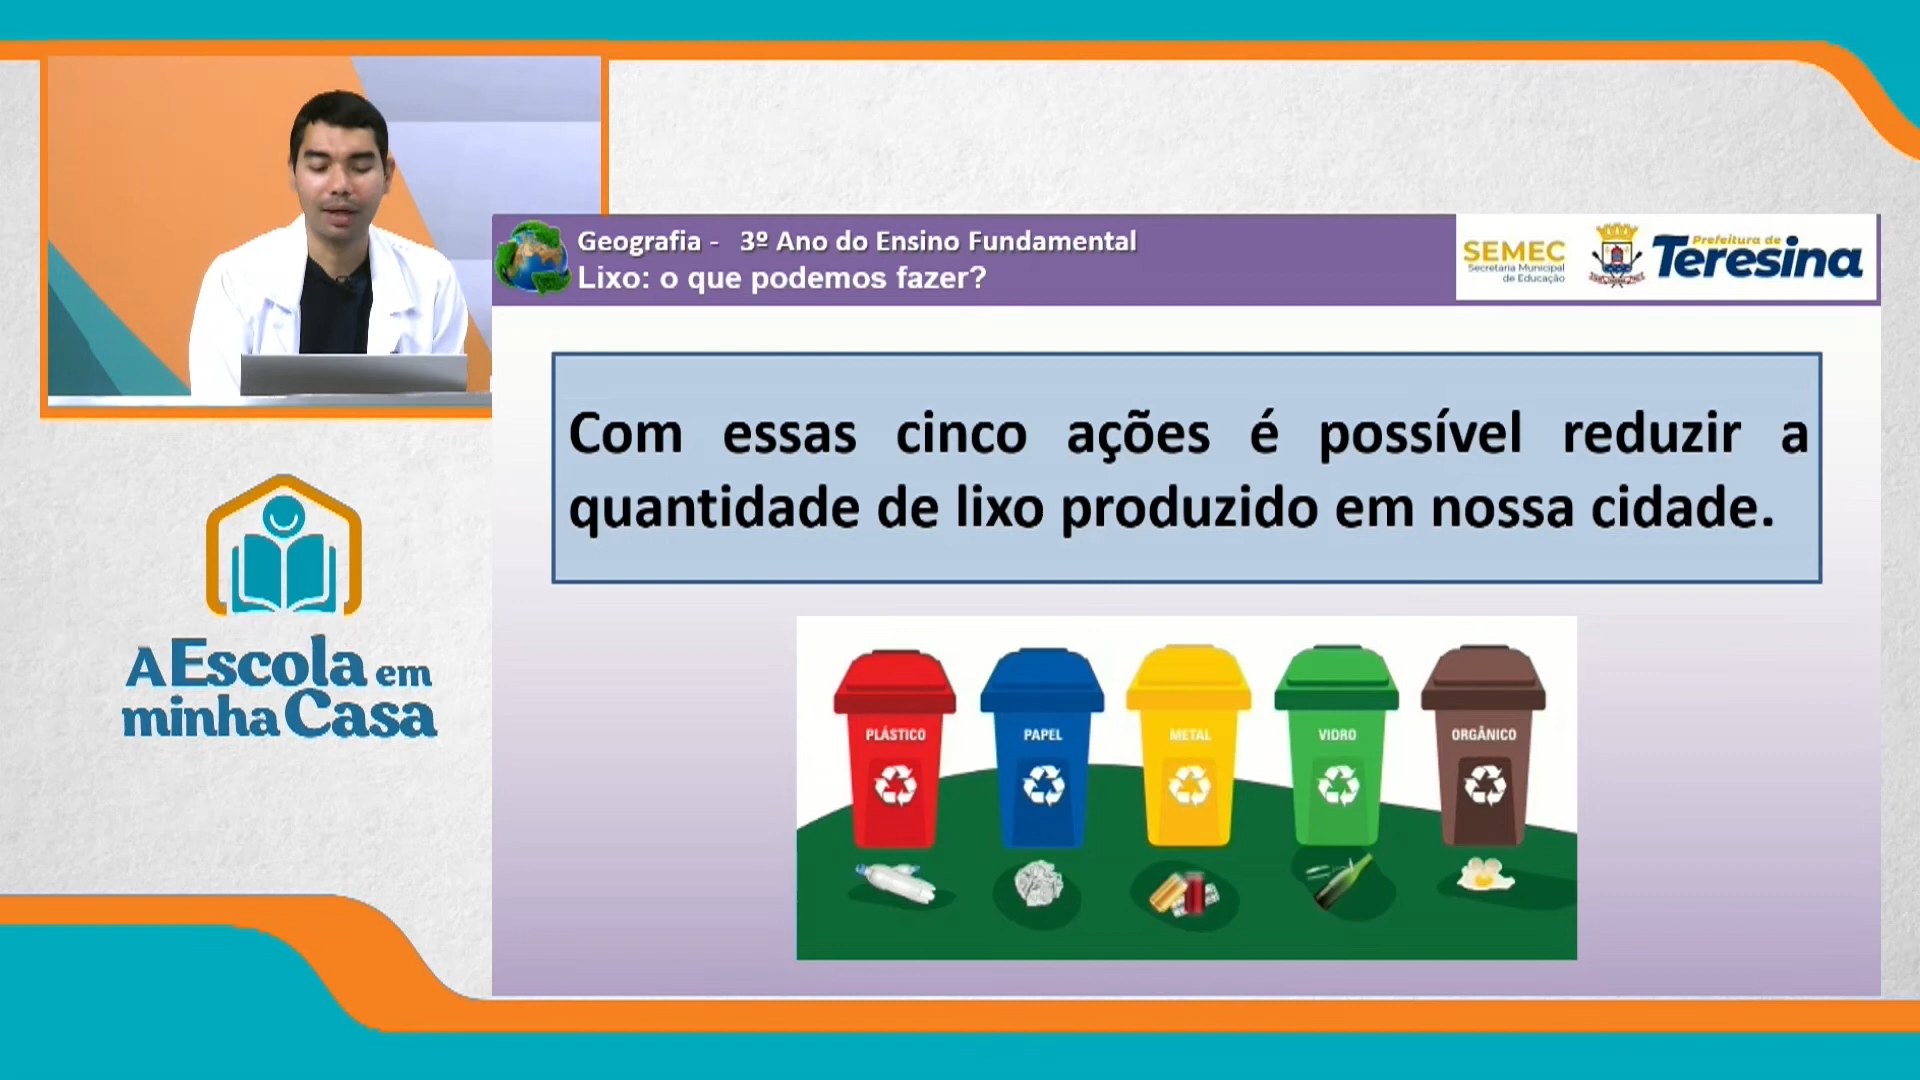 Geografia - 3º Ano do Ensino Fundamental
Lixo: o que podemos fazer?
SEMEC
Secretaria Municipal
de Educação
Prefeitura de
Teresina
Com essas cinco ações é possível reduzir a
quantidade de lixo produzido em nossa cidade.
PLÁSTICO
PAPEL
METAL
VIDRO
ORGÂNICO
A Escola em
minha Casa